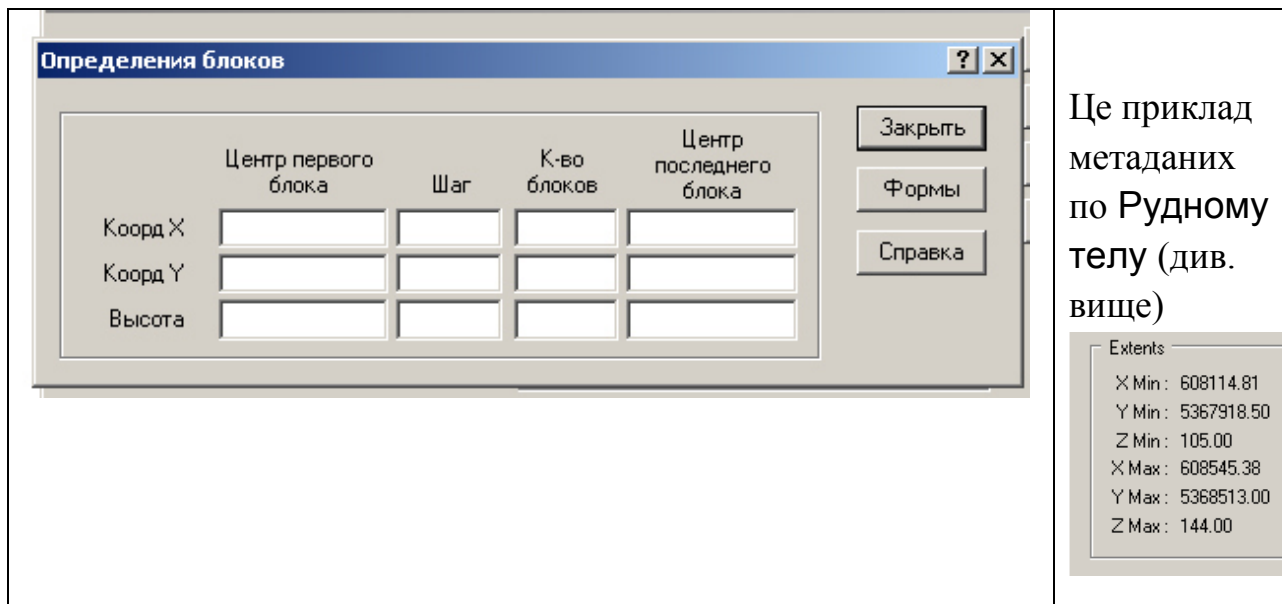 Определения блоков
Центр первого блока
Шаг
К-во блоков
Центр последнего блока
Коорд X
Коорд Y
Высота
Закрыть
Формы
Справка
Це приклад
метаданих
по Рудному
телу (див.
вище)
Extents
X Min : 608114.81
Y Min : 5367918.50
Z Min : 105.00
X Max : 608545.38
Y Max : 5368513.00
Z Max : 144.00